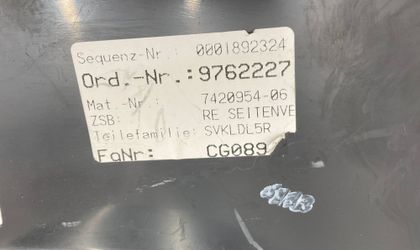 Sequenz-Nr.: 0001892324
Ord.-Nr.:9762227
Mat.-Nr.: 7420954-06
ZSB: RE SEITENVE
Teilefamilie: SVKLDL5R
FgNr: CG089